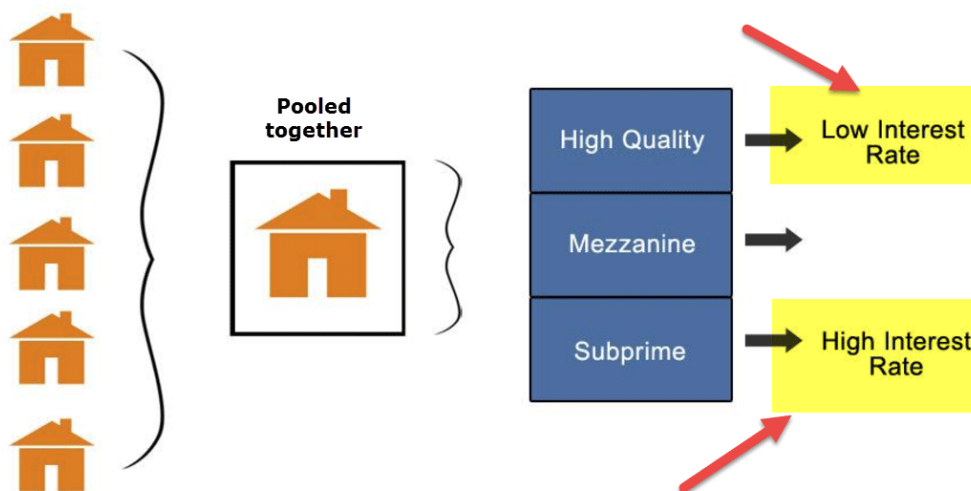 Pooled
together
High Quality
Low Interest
Rate
Mezzanine
Subprime
High Interest
Rate